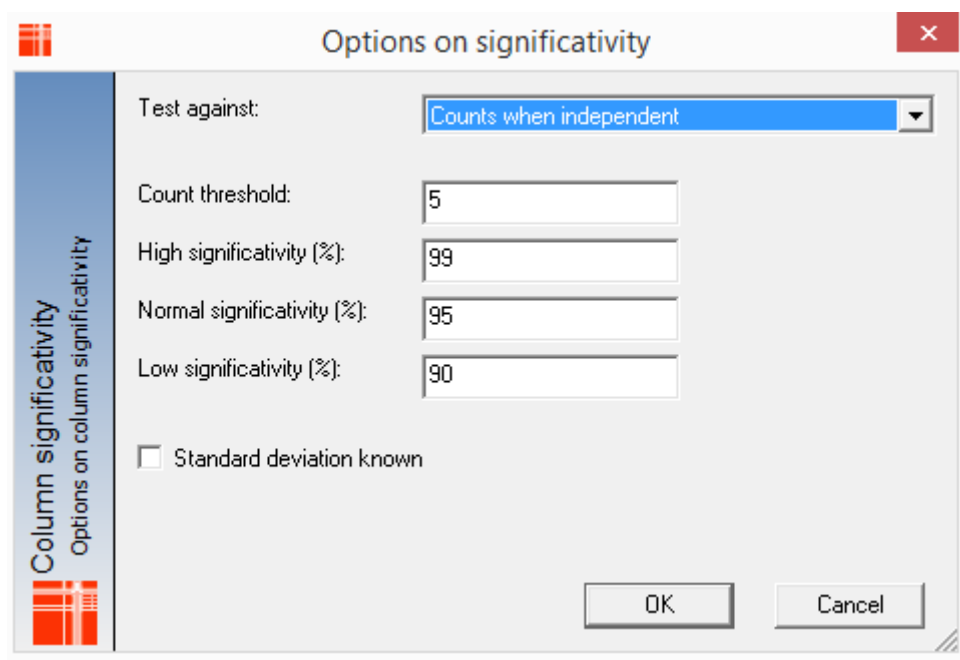 Options on significativity
Column significativity
Options on column significativity
Test against:
Counts when independent
Count threshold:
5
High significativity (%):
99
Normal significativity (%):
95
Low significativity (%):
90
Standard deviation known
OK
Cancel